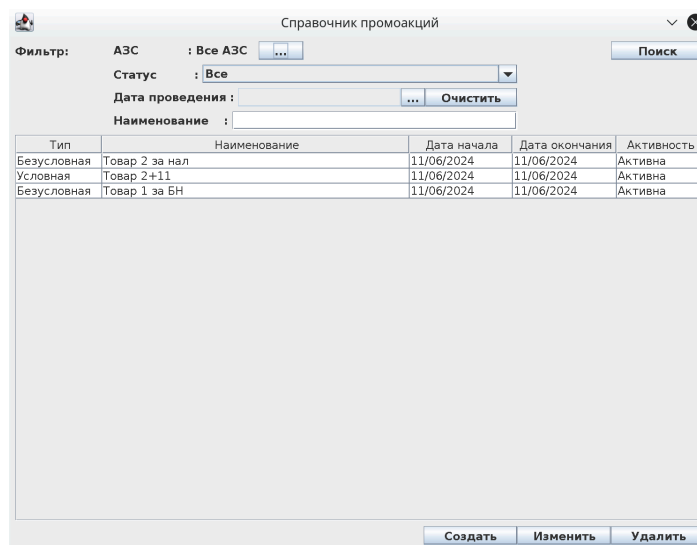 Справочник промоакций
Фильтр: АЗС : Все АЗС ... Поиск
Статус : Все
Дата проведения : ... Очистить
Наименование :
Тип Наименование Дата начала Дата окончания Активность
Безусловная Товар 2 за нал 11/06/2024 11/06/2024 Активна
Условная Товар 2+11 11/06/2024 11/06/2024 Активна
Безусловная Товар 1 за БН 11/06/2024 11/06/2024 Активна
Создать Изменить Удалить